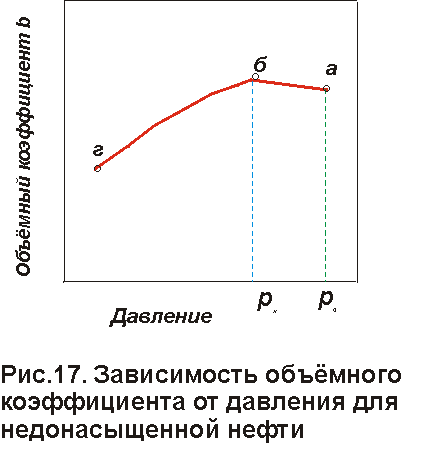 Объёмный коэффициент b
б
а
г
Давление
р
р
Рис.17. Зависимость объёмного
коэффициента от давления для
недонасыщенной нефти